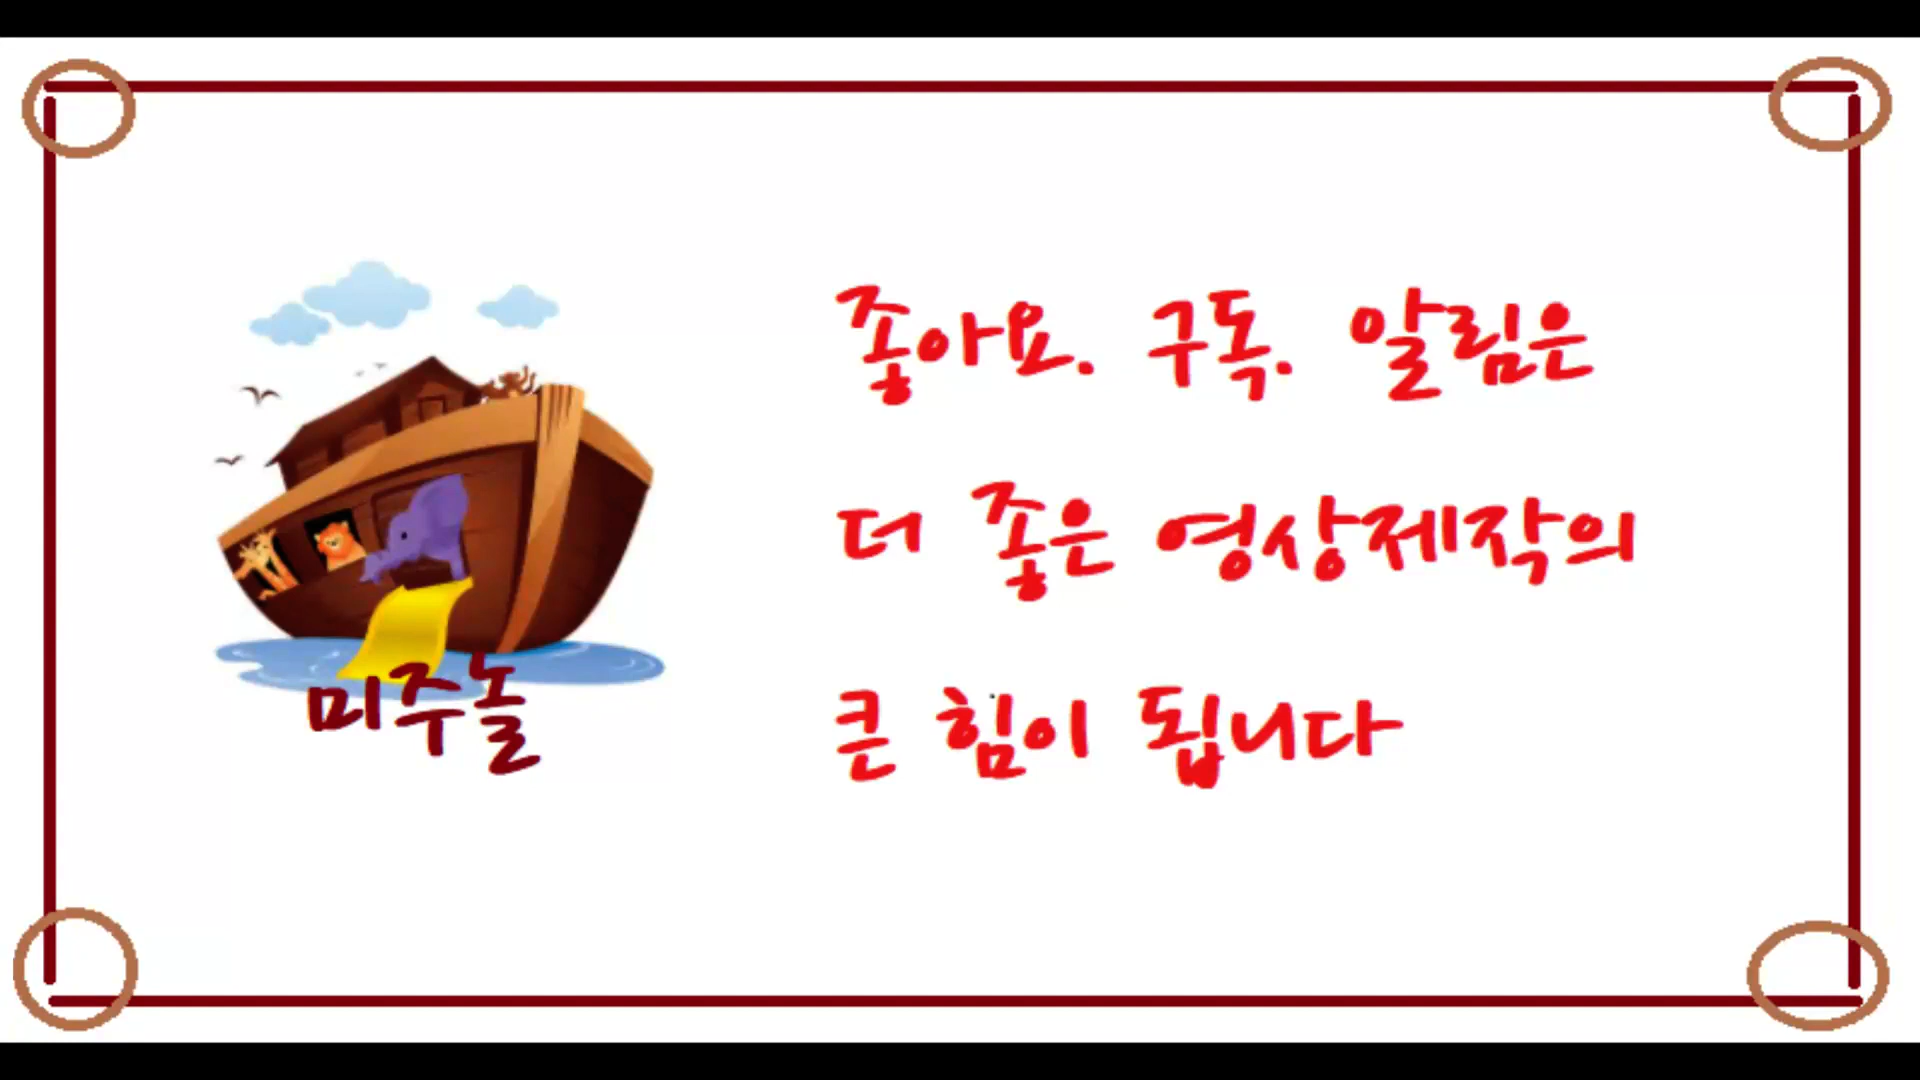 미주돌
좋아요. 구독. 알림은
더 좋은 영상제작의
큰 힘이 됩니다